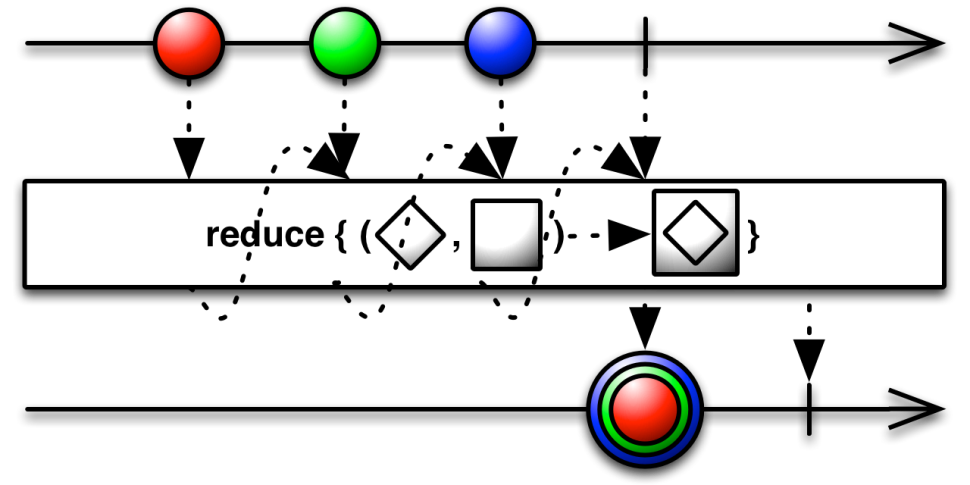 reduce { ( , ) }